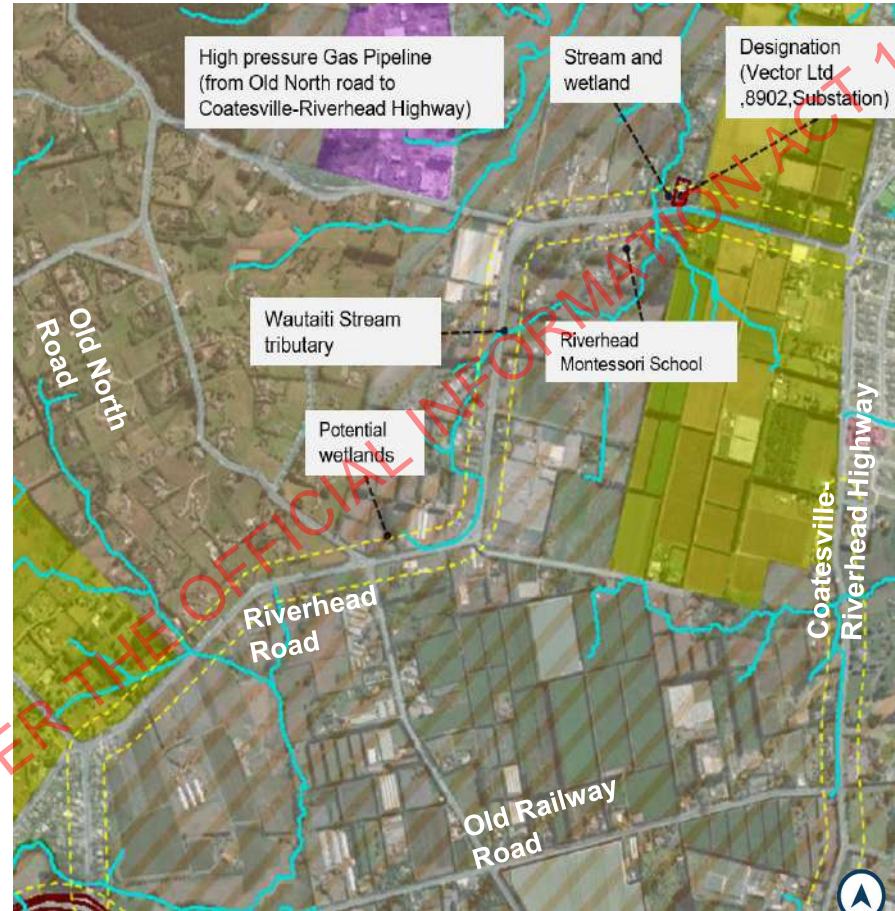 High pressure Gas Pipeline
(from Old North road to
Coatesville-Riverhead Highway)
Stream and
wetland
Designation
(Vector Ltd
,8902,Substation)
Wautaiti Stream
tributary
Riverhead
Montessori School
Old North
Road
Potential
wetlands
Coatesville-
Riverhead Highway
Riverhead
Road
Old Railway
Road
ER THE OFFICIAL INFORMATION ACT 1